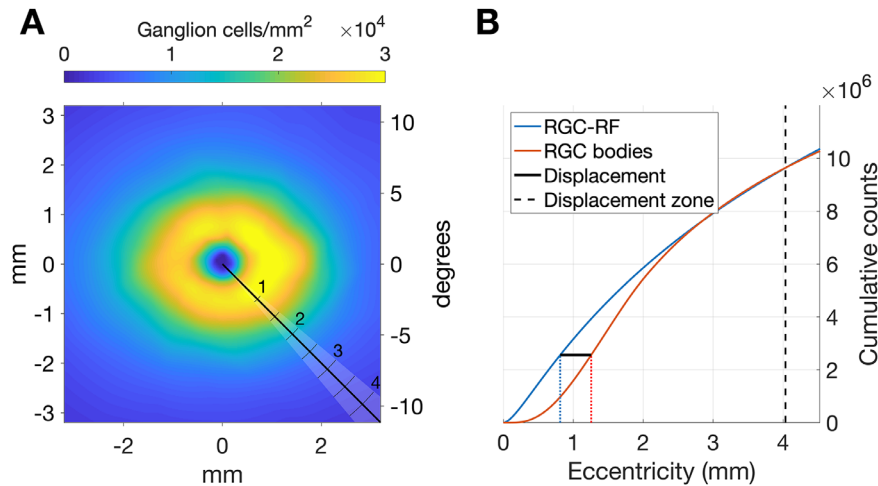 A
Ganglion cells/mm²
×10⁴
0 1 2 3
3
2
1
0
-1
-2
-3
mm
-2 0 2
mm
10
5
0
-5
-10
degrees
1
2
3
4
B
RGC-RF
RGC bodies
Displacement
Displacement zone
×10⁶
10
8
6
4
2
0
Cumulative counts
0 1 2 3 4
Eccentricity (mm)